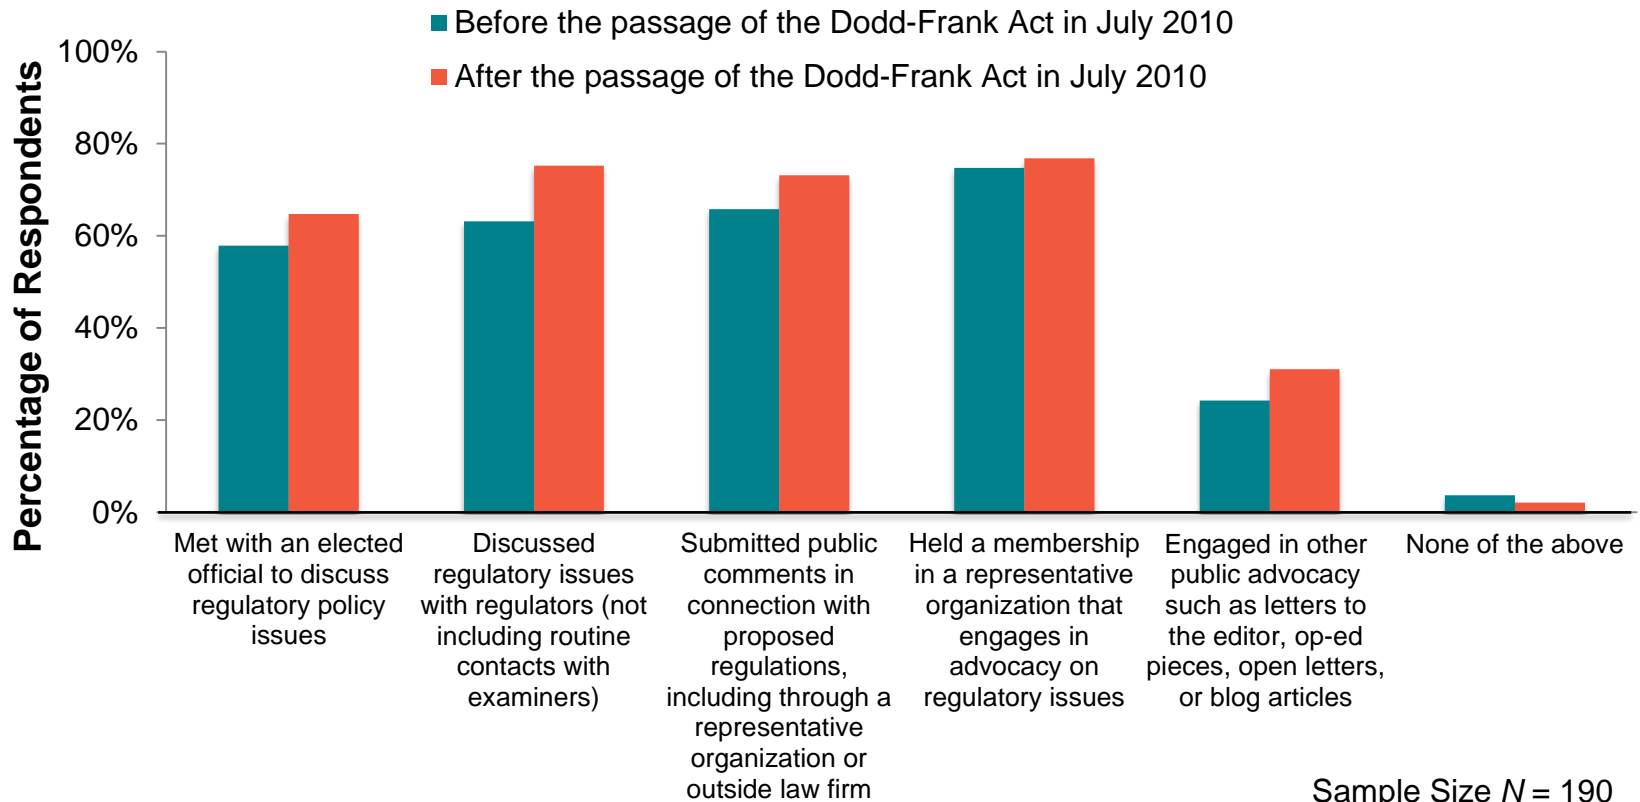 Before the passage of the Dodd-Frank Act in July 2010
After the passage of the Dodd-Frank Act in July 2010
Percentage of Respondents
100%
80%
60%
40%
20%
0%
Met with an elected
official to discuss
regulatory policy
issues
Discussed
regulatory issues
with regulators (not
including routine
contacts with
examiners)
Submitted public
comments in
connection with
proposed
regulations,
including through a
representative
organization or
outside law firm
Held a membership
in a representative
organization that
engages in
advocacy on
regulatory issues
Engaged in other
public advocacy
such as letters to
the editor, op-ed
pieces, open letters,
or blog articles
None of the above
Sample Size N = 190